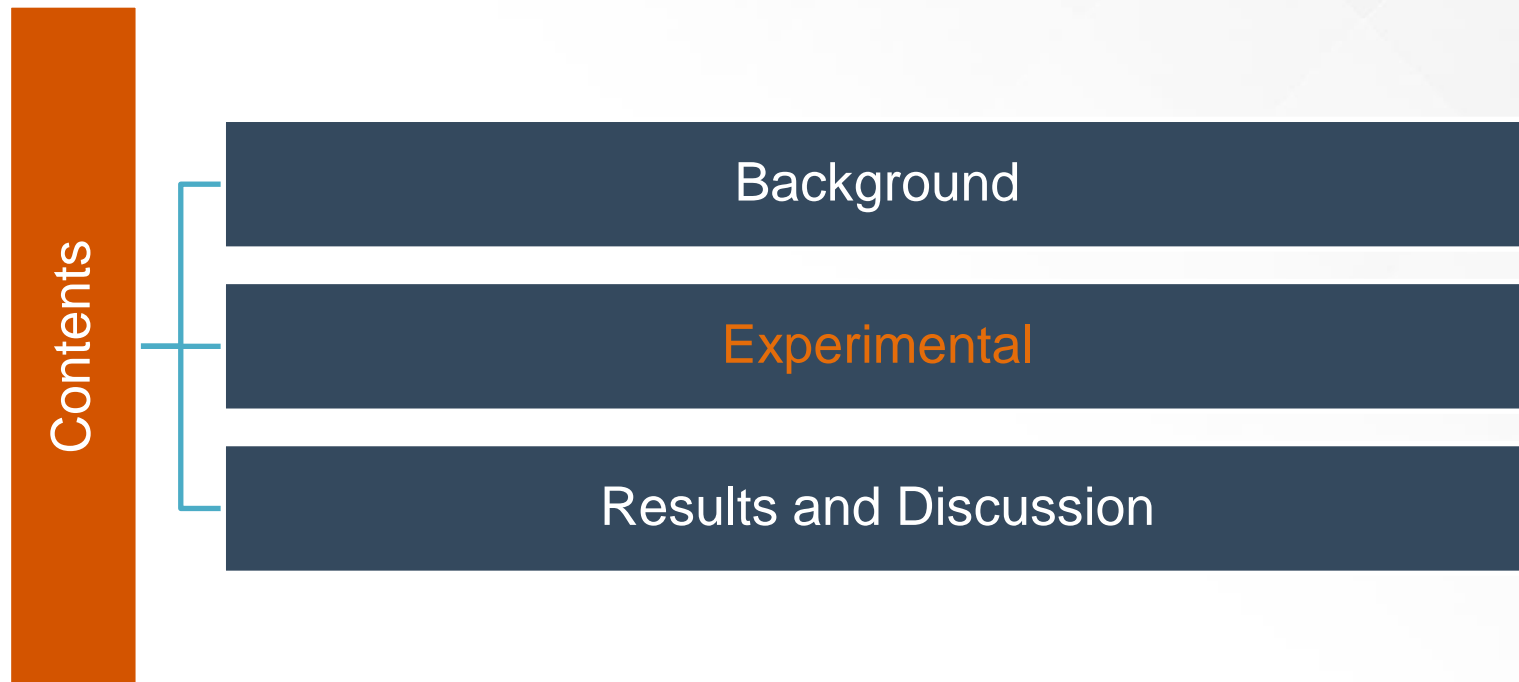 Contents
Background
Experimental
Results and Discussion